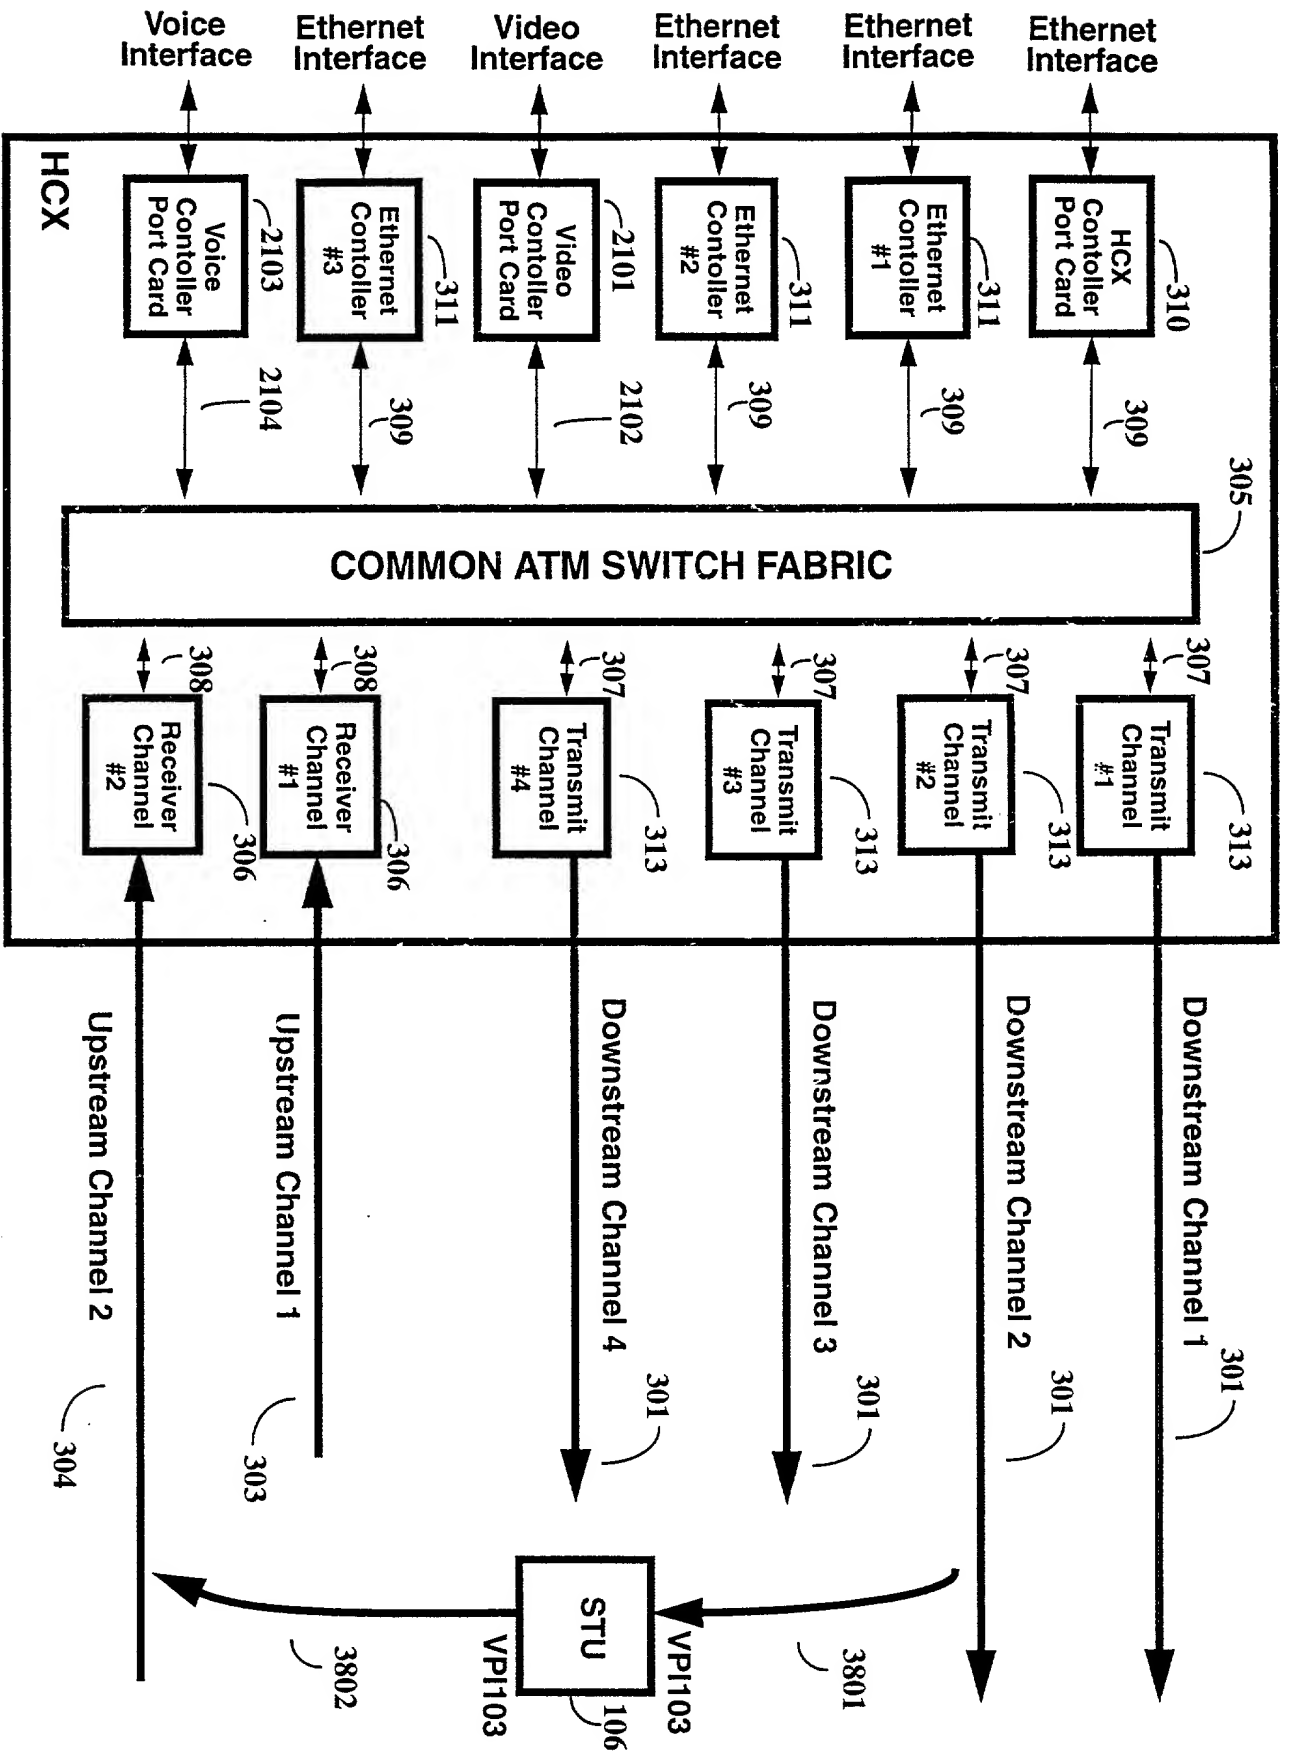 Voice
Interface
Ethernet
Interface
Video
Interface
Ethernet
Interface
Ethernet
Interface
Ethernet
Interface
HCX
Voice
Contoller
Port Card
2103
Ethernet
Contoller
#3
311
Video
Contoller
Port Card
2101
Ethernet
Contoller
#2
311
Ethernet
Contoller
#1
311
HCX
Contoller
Port Card
310
2104
309
2102
309
309
309
305
COMMON ATM SWITCH FABRIC
308
308
307
307
307
307
Receiver
Channel
#2
306
Receiver
Channel
#1
306
Transmit
Channel
#4
313
Transmit
Channel
#3
313
Transmit
Channel
#2
313
Transmit
Channel
#1
313
Upstream Channel 2
Upstream Channel 1
Downstream Channel 4
Downstream Channel 3
Downstream Channel 2
Downstream Channel 1
304
303
301
301
301
301
STU
106
VPI103
VPI103
3802
3801